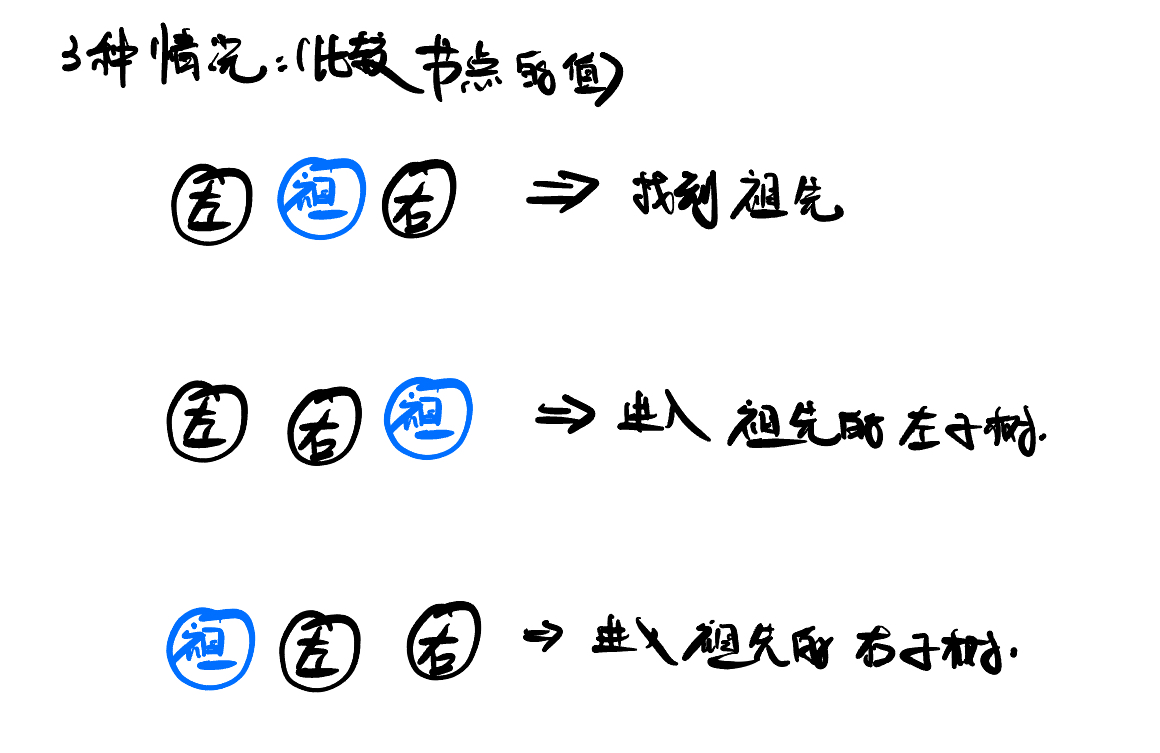 3种情况:(比较节点的值)
左 祖 右 ⇒ 找到祖先
左 右 祖 ⇒ 进入祖先的左子树.
祖 左 右 ⇒ 进入祖先的右子树.